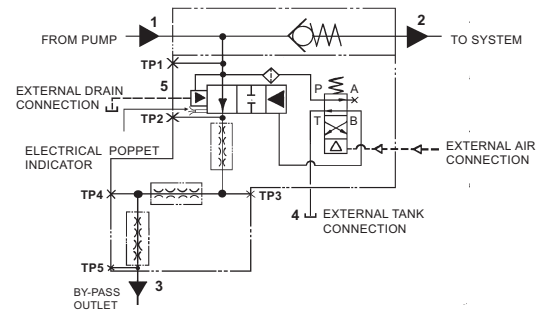 1
2
FROM PUMP
TO SYSTEM
TP1
5
P A
EXTERNAL DRAIN
CONNECTION
TP2
T B
ELECTRICAL POPPET
INDICATOR
EXTERNAL AIR
CONNECTION
TP4
TP3
4 EXTERNAL TANK
CONNECTION
TP5
3
BY-PASS
OUTLET